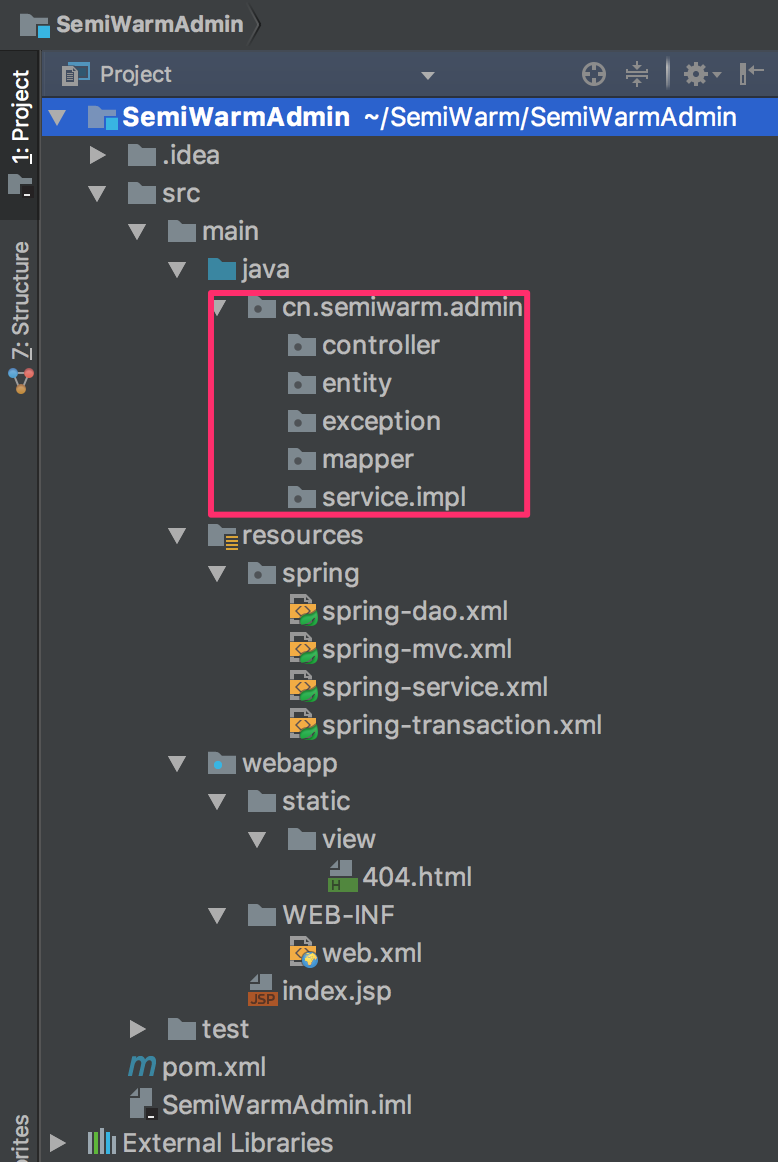 SemiWarmAdmin
Project
1: Project
SemiWarmAdmin ~/SemiWarm/SemiWarmAdmin
.idea
src
main
java
7: Structure
cn.semiwarm.admin
controller
entity
exception
mapper
service.impl
resources
spring
spring-dao.xml
spring-mvc.xml
spring-service.xml
spring-transaction.xml
webapp
static
view
H
404.html
WEB-INF
web.xml
JSP
index.jsp
test
m
pom.xml
SemiWarmAdmin.iml
External Libraries
rites